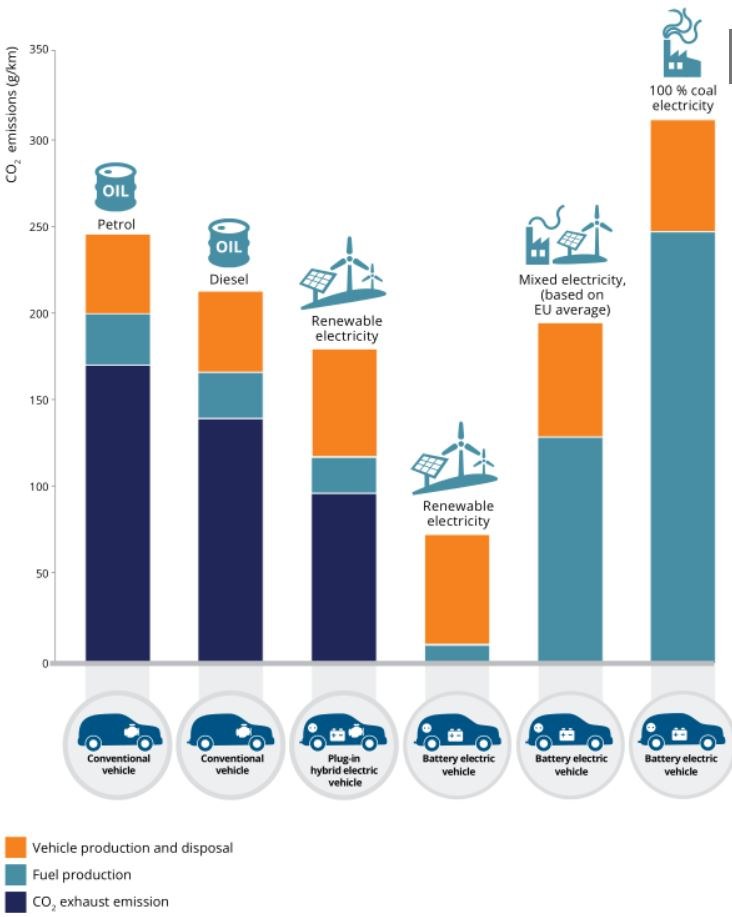 CO2 emissions (g/km)
350
300
250
200
150
100
50
0
OIL
Petrol
OIL
Diesel
Renewable
electricity
Renewable
electricity
Mixed electricity,
(based on
EU average)
100 % coal
electricity
Conventional
vehicle
Conventional
vehicle
Plug-in
hybrid electric
vehicle
Battery electric
vehicle
Battery electric
vehicle
Battery electric
vehicle
Vehicle production and disposal
Fuel production
CO2 exhaust emission